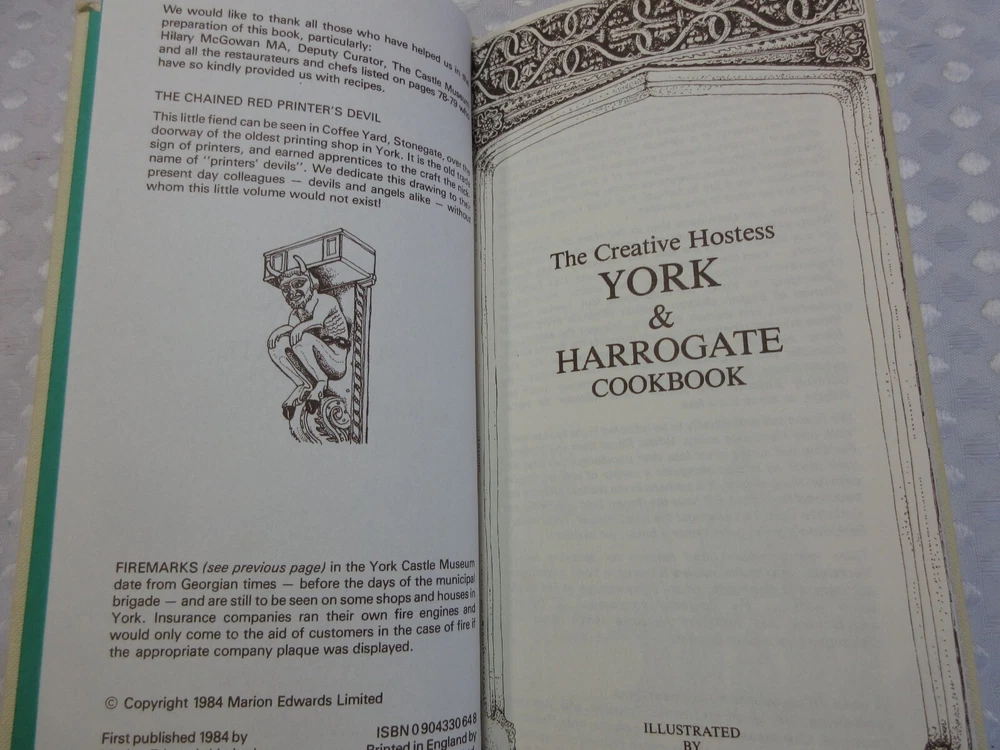 We would like to thank all those who have helped us in the
preparation of this book, particularly:
Hilary McGowan MA, Deputy Curator, The Castle Museum
and all the restaurateurs and chefs listed on pages 78-79 who
have so kindly provided us with recipes.
THE CHAINED RED PRINTER'S DEVIL
This little fiend can be seen in Coffee Yard, Stonegate, over the
doorway of the oldest printing shop in York. It is the old trade
sign of printers, and earned apprentices to the craft the nick-
name of "printers' devils". We dedicate this drawing to their
present day colleagues — devils and angels alike — without
whom this little volume would not exist!
FIREMARKS (see previous page) in the York Castle Museum
date from Georgian times — before the days of the municipal
brigade — and are still to be seen on some shops and houses in
York. Insurance companies ran their own fire engines and
would only come to the aid of customers in the case of fire if
the appropriate company plaque was displayed.
© Copyright 1984 Marion Edwards Limited
First published 1984 by
ISBN 0 904330 64 8
Printed in England by
The Creative Hostess
YORK
&
HARROGATE
COOKBOOK
ILLUSTRATED
BY